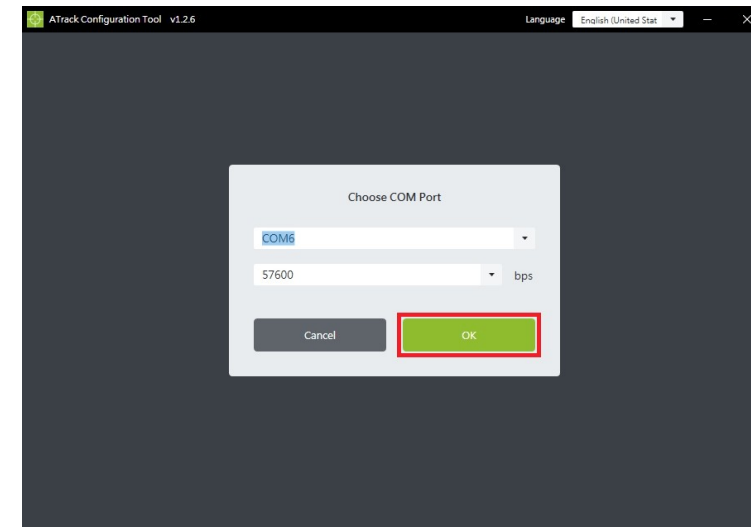 ATrack Configuration Tool v1.2.6
Language English (United Stat
Choose COM Port
COM6
57600 bps
Cancel OK